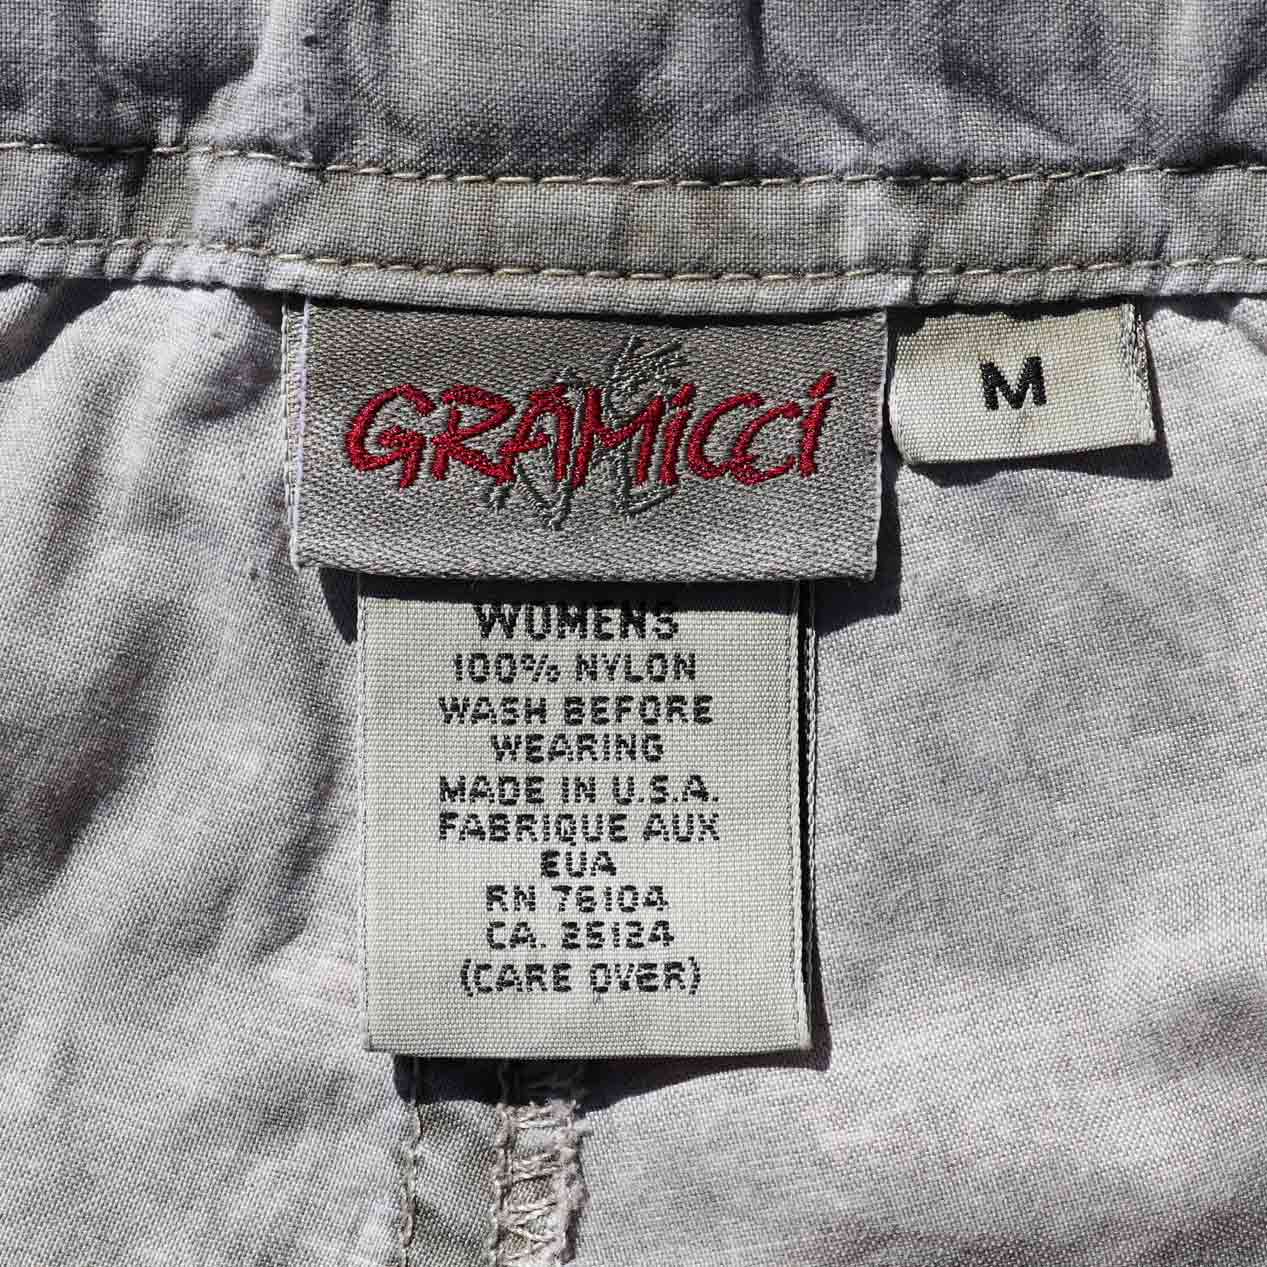 GRAMicci
M
WOMENS
100% NYLON
WASH BEFORE
WEARING
MADE IN U.S.A.
FABRIQUE AUX
EUA
RN 76104
CA. 25124
(CARE OVER)